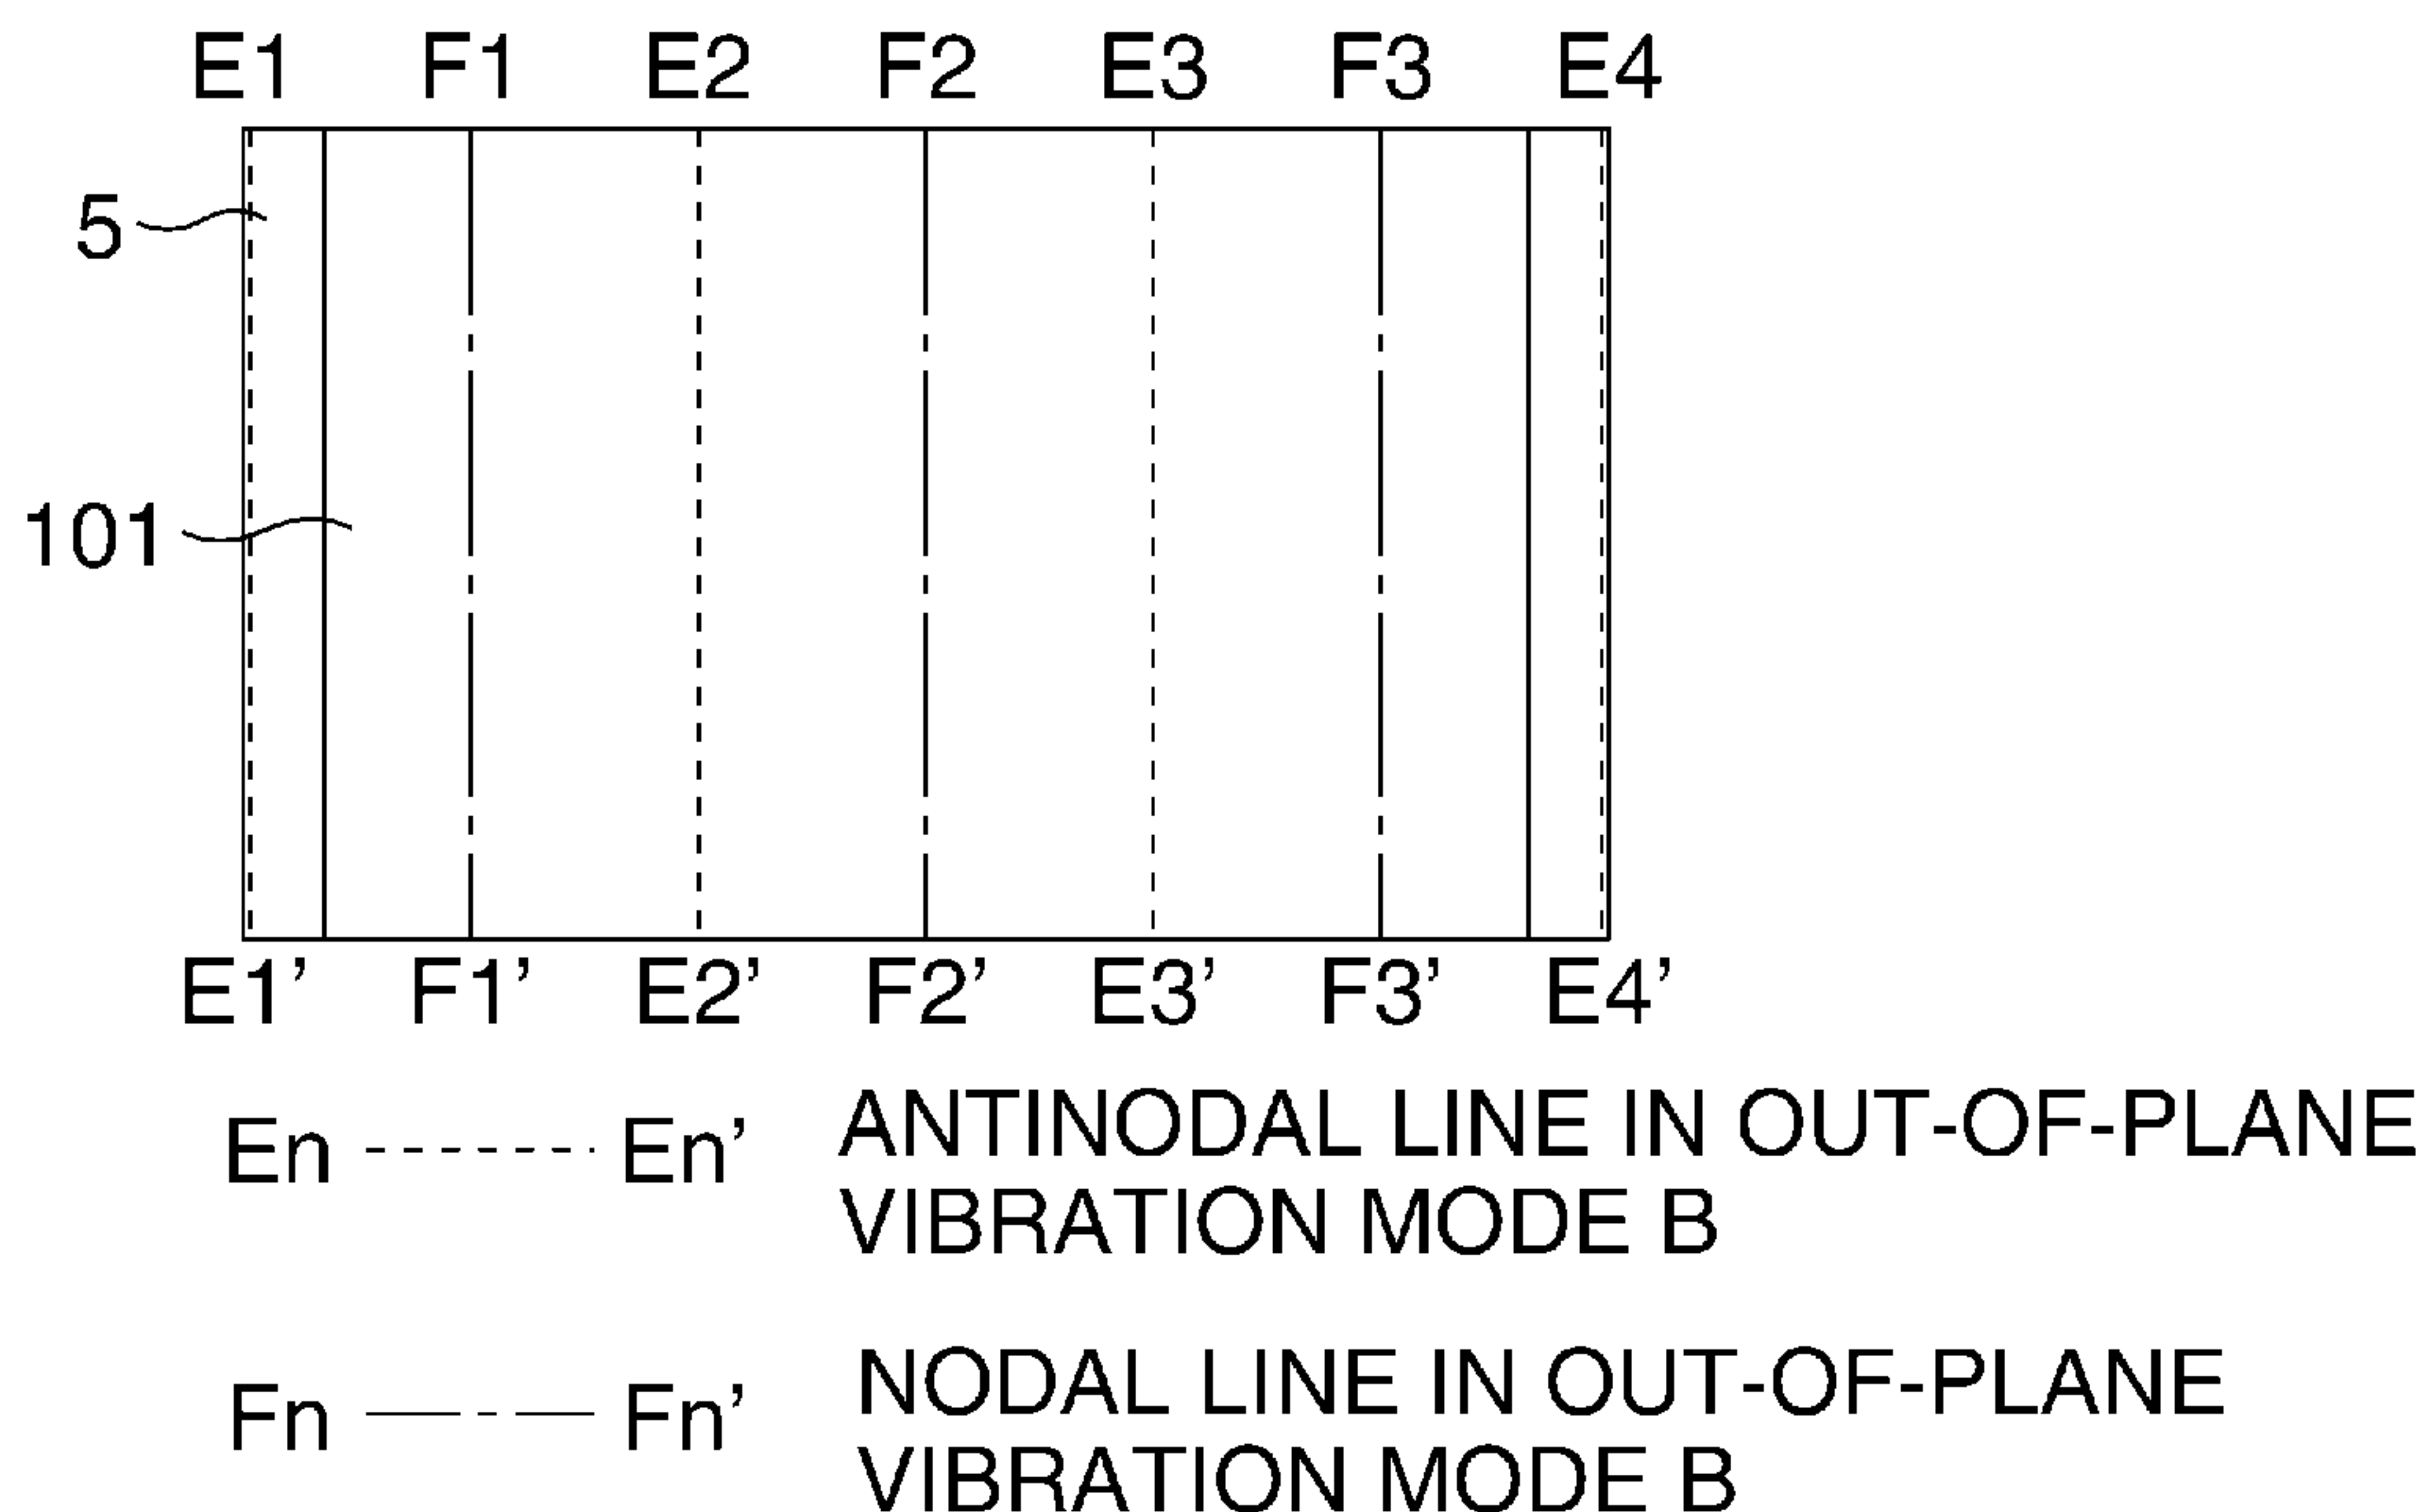 E1 F1 E2 F2 E3 F3 E4
5
101
E1’ F1’ E2’ F2’ E3’ F3’ E4’
En En’ ANTINODAL LINE IN OUT-OF-PLANE
VIBRATION MODE B
Fn Fn’ NODAL LINE IN OUT-OF-PLANE
VIBRATION MODE B